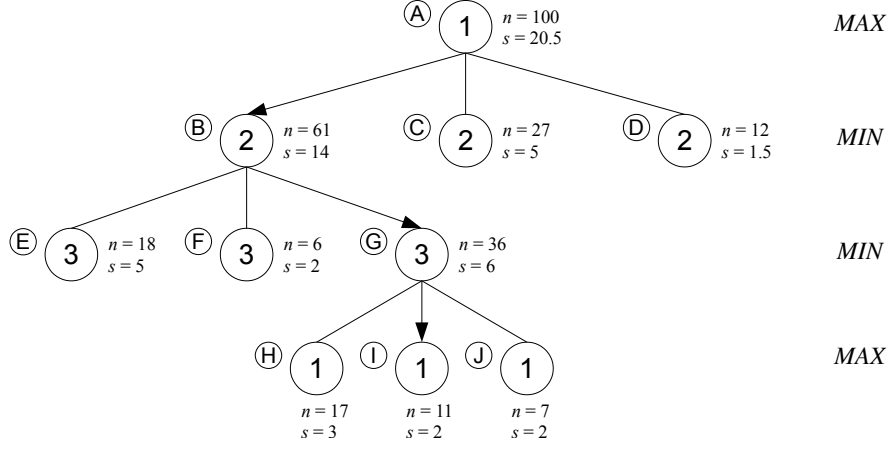 A 1 n = 100 MAX
s = 20.5
B 2 n = 61 C 2 n = 27 D 2 n = 12 MIN
s = 14 s = 5 s = 1.5
E 3 n = 18 F 3 n = 6 G 3 n = 36 MIN
s = 5 s = 2 s = 6
H 1 I 1 J 1 MAX
n = 17 n = 11 n = 7
s = 3 s = 2 s = 2